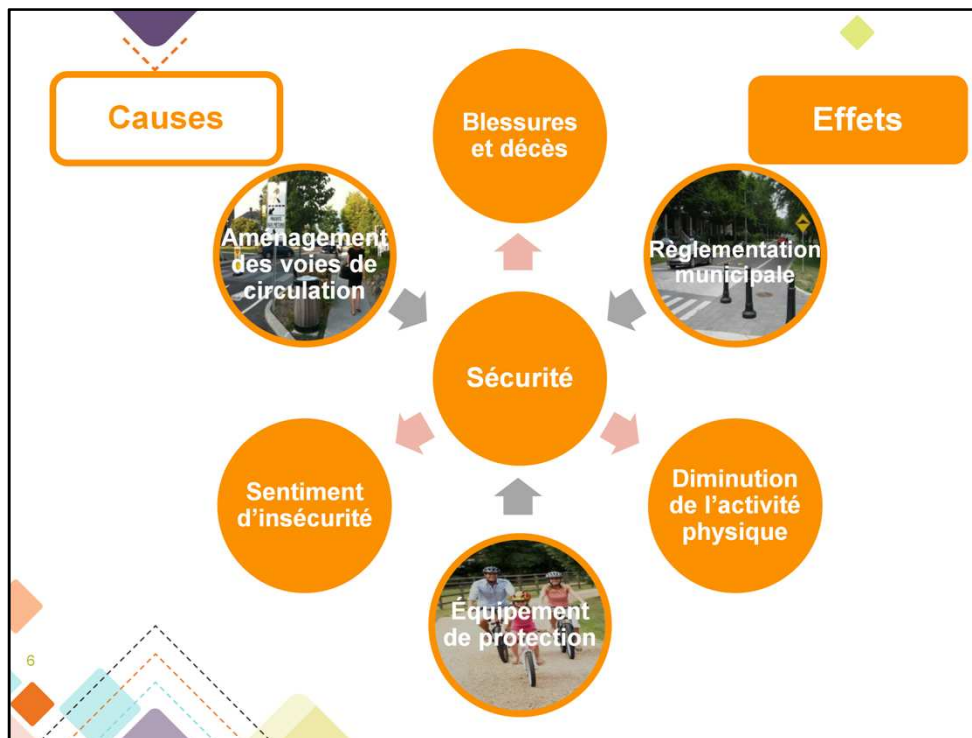 Causes
Effets
Blessures
et décès
Aménagement
des voies de
circulation
Règlementation
municipale
Sécurité
Sentiment
d'insécurité
Diminution
de l'activité
physique
Équipement
de protection
6